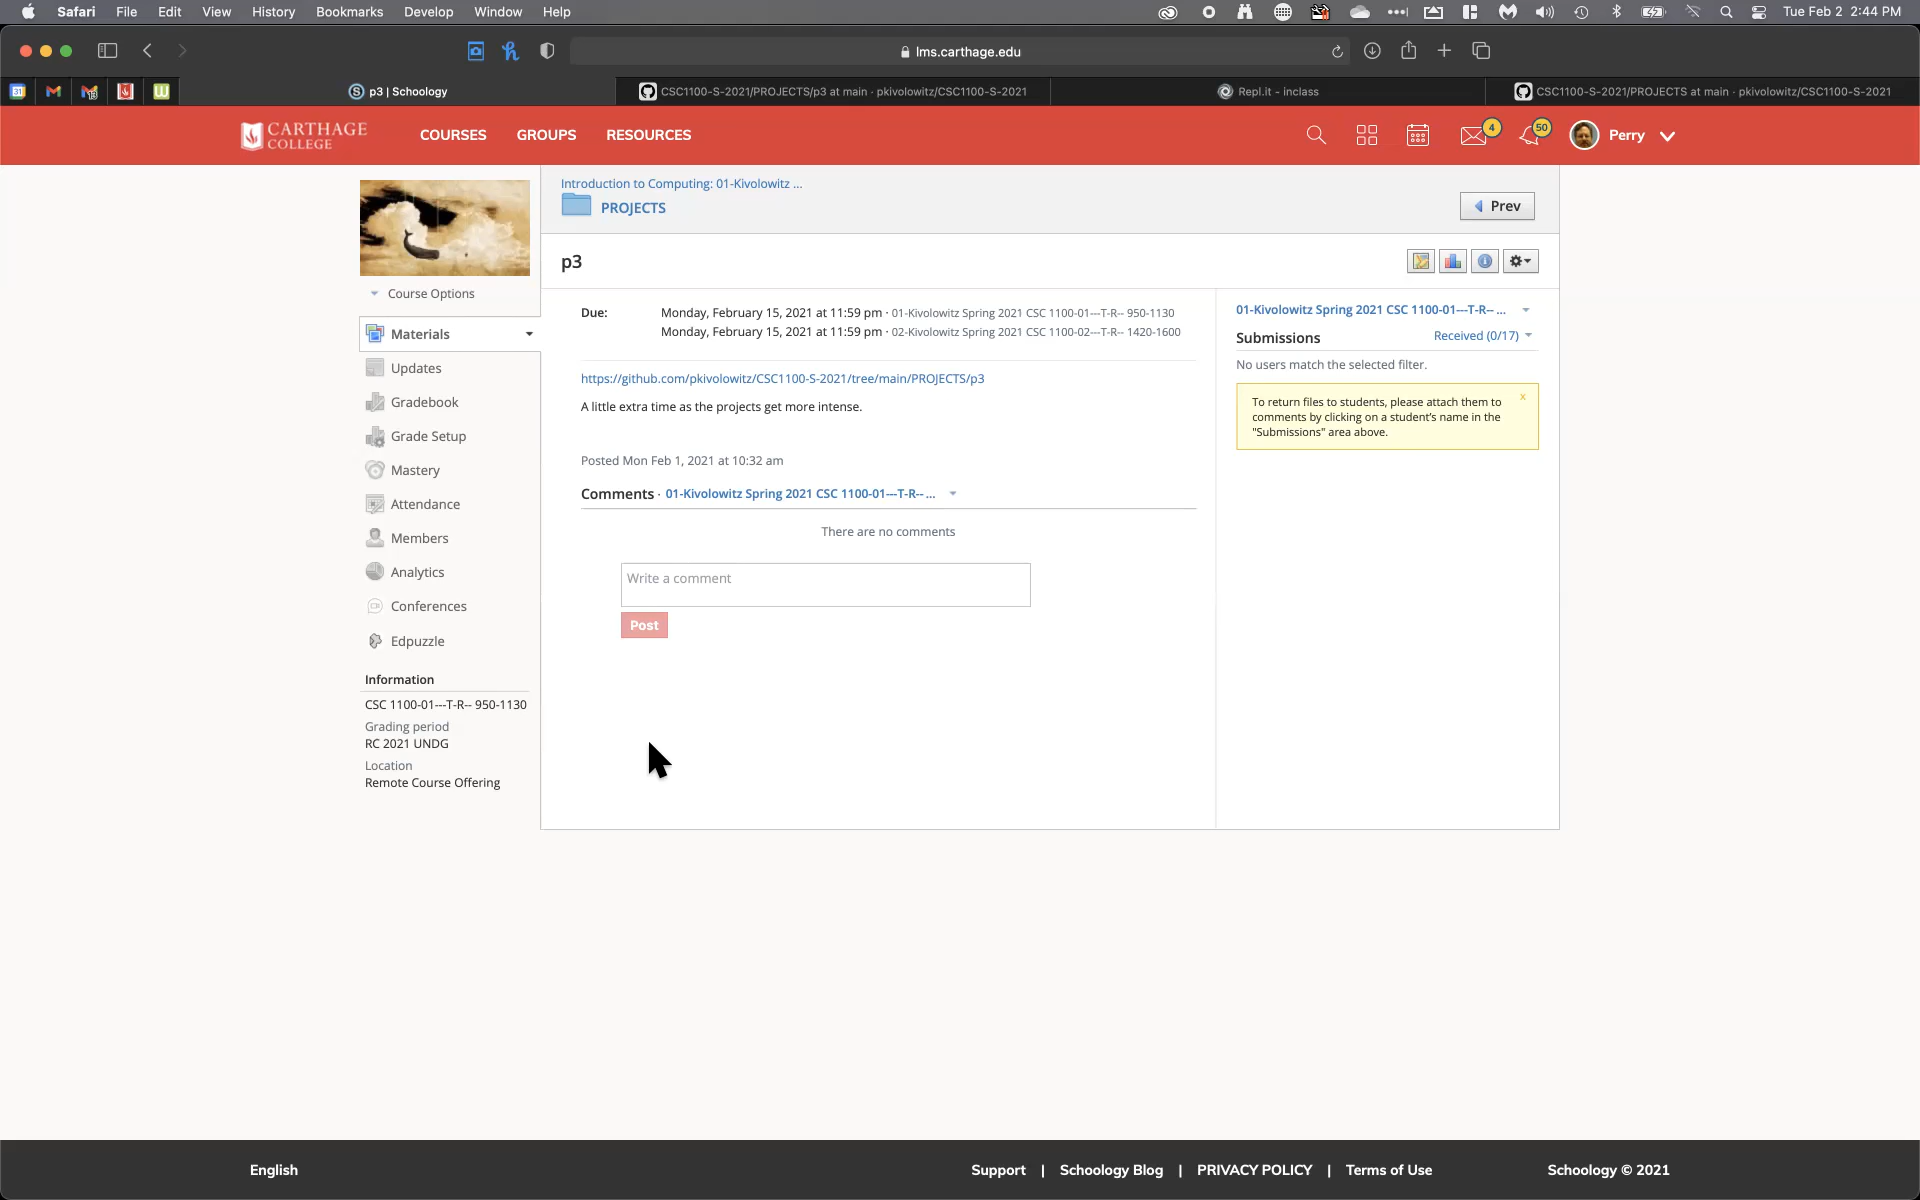 Safari File Edit View History Bookmarks Develop Window Help Tue Feb 2 2:44 PM
lms.carthage.edu
31
p3 | Schoology
CSC1100-S-2021/PROJECTS/p3 at main · pkivolowitz/CSC1100-S-2021
Repl.it - inclass
CSC1100-S-2021/PROJECTS at main · pkivolowitz/CSC1100-S-2021
CARTHAGE
COLLEGE
COURSES GROUPS RESOURCES
4
50
Perry
Introduction to Computing: 01-Kivolowitz ...
PROJECTS
Prev
Course Options
Materials
Updates
Gradebook
Grade Setup
Mastery
Attendance
Members
Analytics
Conferences
Edpuzzle
Information
CSC 1100-01---T-R-- 950-1130
Grading period
RC 2021 UNDG
Location
Remote Course Offering
p3
Due: Monday, February 15, 2021 at 11:59 pm · 01-Kivolowitz Spring 2021 CSC 1100-01---T-R-- 950-1130
Monday, February 15, 2021 at 11:59 pm · 02-Kivolowitz Spring 2021 CSC 1100-02---T-R-- 1420-1600
https://github.com/pkivolowitz/CSC1100-S-2021/tree/main/PROJECTS/p3
A little extra time as the projects get more intense.
Posted Mon Feb 1, 2021 at 10:32 am
Comments · 01-Kivolowitz Spring 2021 CSC 1100-01---T-R-- ...
There are no comments
Write a comment
Post
01-Kivolowitz Spring 2021 CSC 1100-01---T-R-- ...
Submissions
Received (0/17)
No users match the selected filter.
To return files to students, please attach them to x
comments by clicking on a student's name in the
"Submissions" area above.
English
Support | Schoology Blog | PRIVACY POLICY | Terms of Use
Schoology © 2021